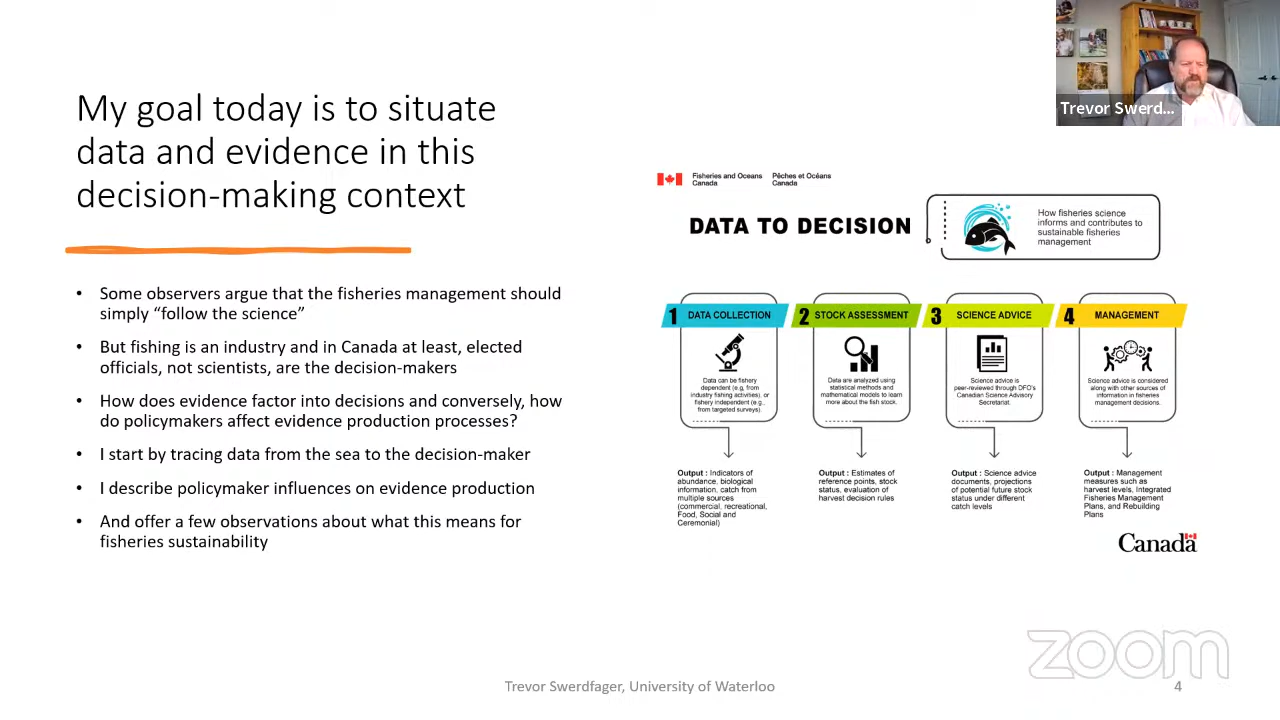 Trevor Swerd...
My goal today is to situate
data and evidence in this
decision-making context
• Some observers argue that the fisheries management should
simply “follow the science”
• But fishing is an industry and in Canada at least, elected
officials, not scientists, are the decision-makers
• How does evidence factor into decisions and conversely, how
do policymakers affect evidence production processes?
• I start by tracing data from the sea to the decision-maker
• I describe policymaker influences on evidence production
• And offer a few observations about what this means for
fisheries sustainability
Fisheries and Oceans
Canada
Pêches et Océans
Canada
DATA TO DECISION
How fisheries science
informs and contributes to
sustainable fisheries
management
1 DATA COLLECTION
Data can be fishery
dependent (e.g. from
industry fishing activities), or
fishery independent (e.g.,
from targeted surveys).
Output : Indicators of
abundance, biological
information, catch from
multiple sources
(commercial, recreational,
Food, Social and
Ceremonial)
2 STOCK ASSESSMENT
Data are analyzed using
statistical methods and
mathematical models to learn
more about the fish stock.
Output : Estimates of
reference points, stock
status, evaluation of
harvest decision rules
3 SCIENCE ADVICE
Science advice is
peer-reviewed through DFO's
Canadian Science Advisory
Secretariat.
Output : Science advice
documents, projections
of potential future stock
status under different
catch levels
4 MANAGEMENT
Science advice is considered
along with other sources of
information in fisheries
management decisions.
Output : Management
measures such as
harvest levels, Integrated
Fisheries Management
Plans, and Rebuilding
Plans
Canada
zoom
Trevor Swerdfager, University of Waterloo
4